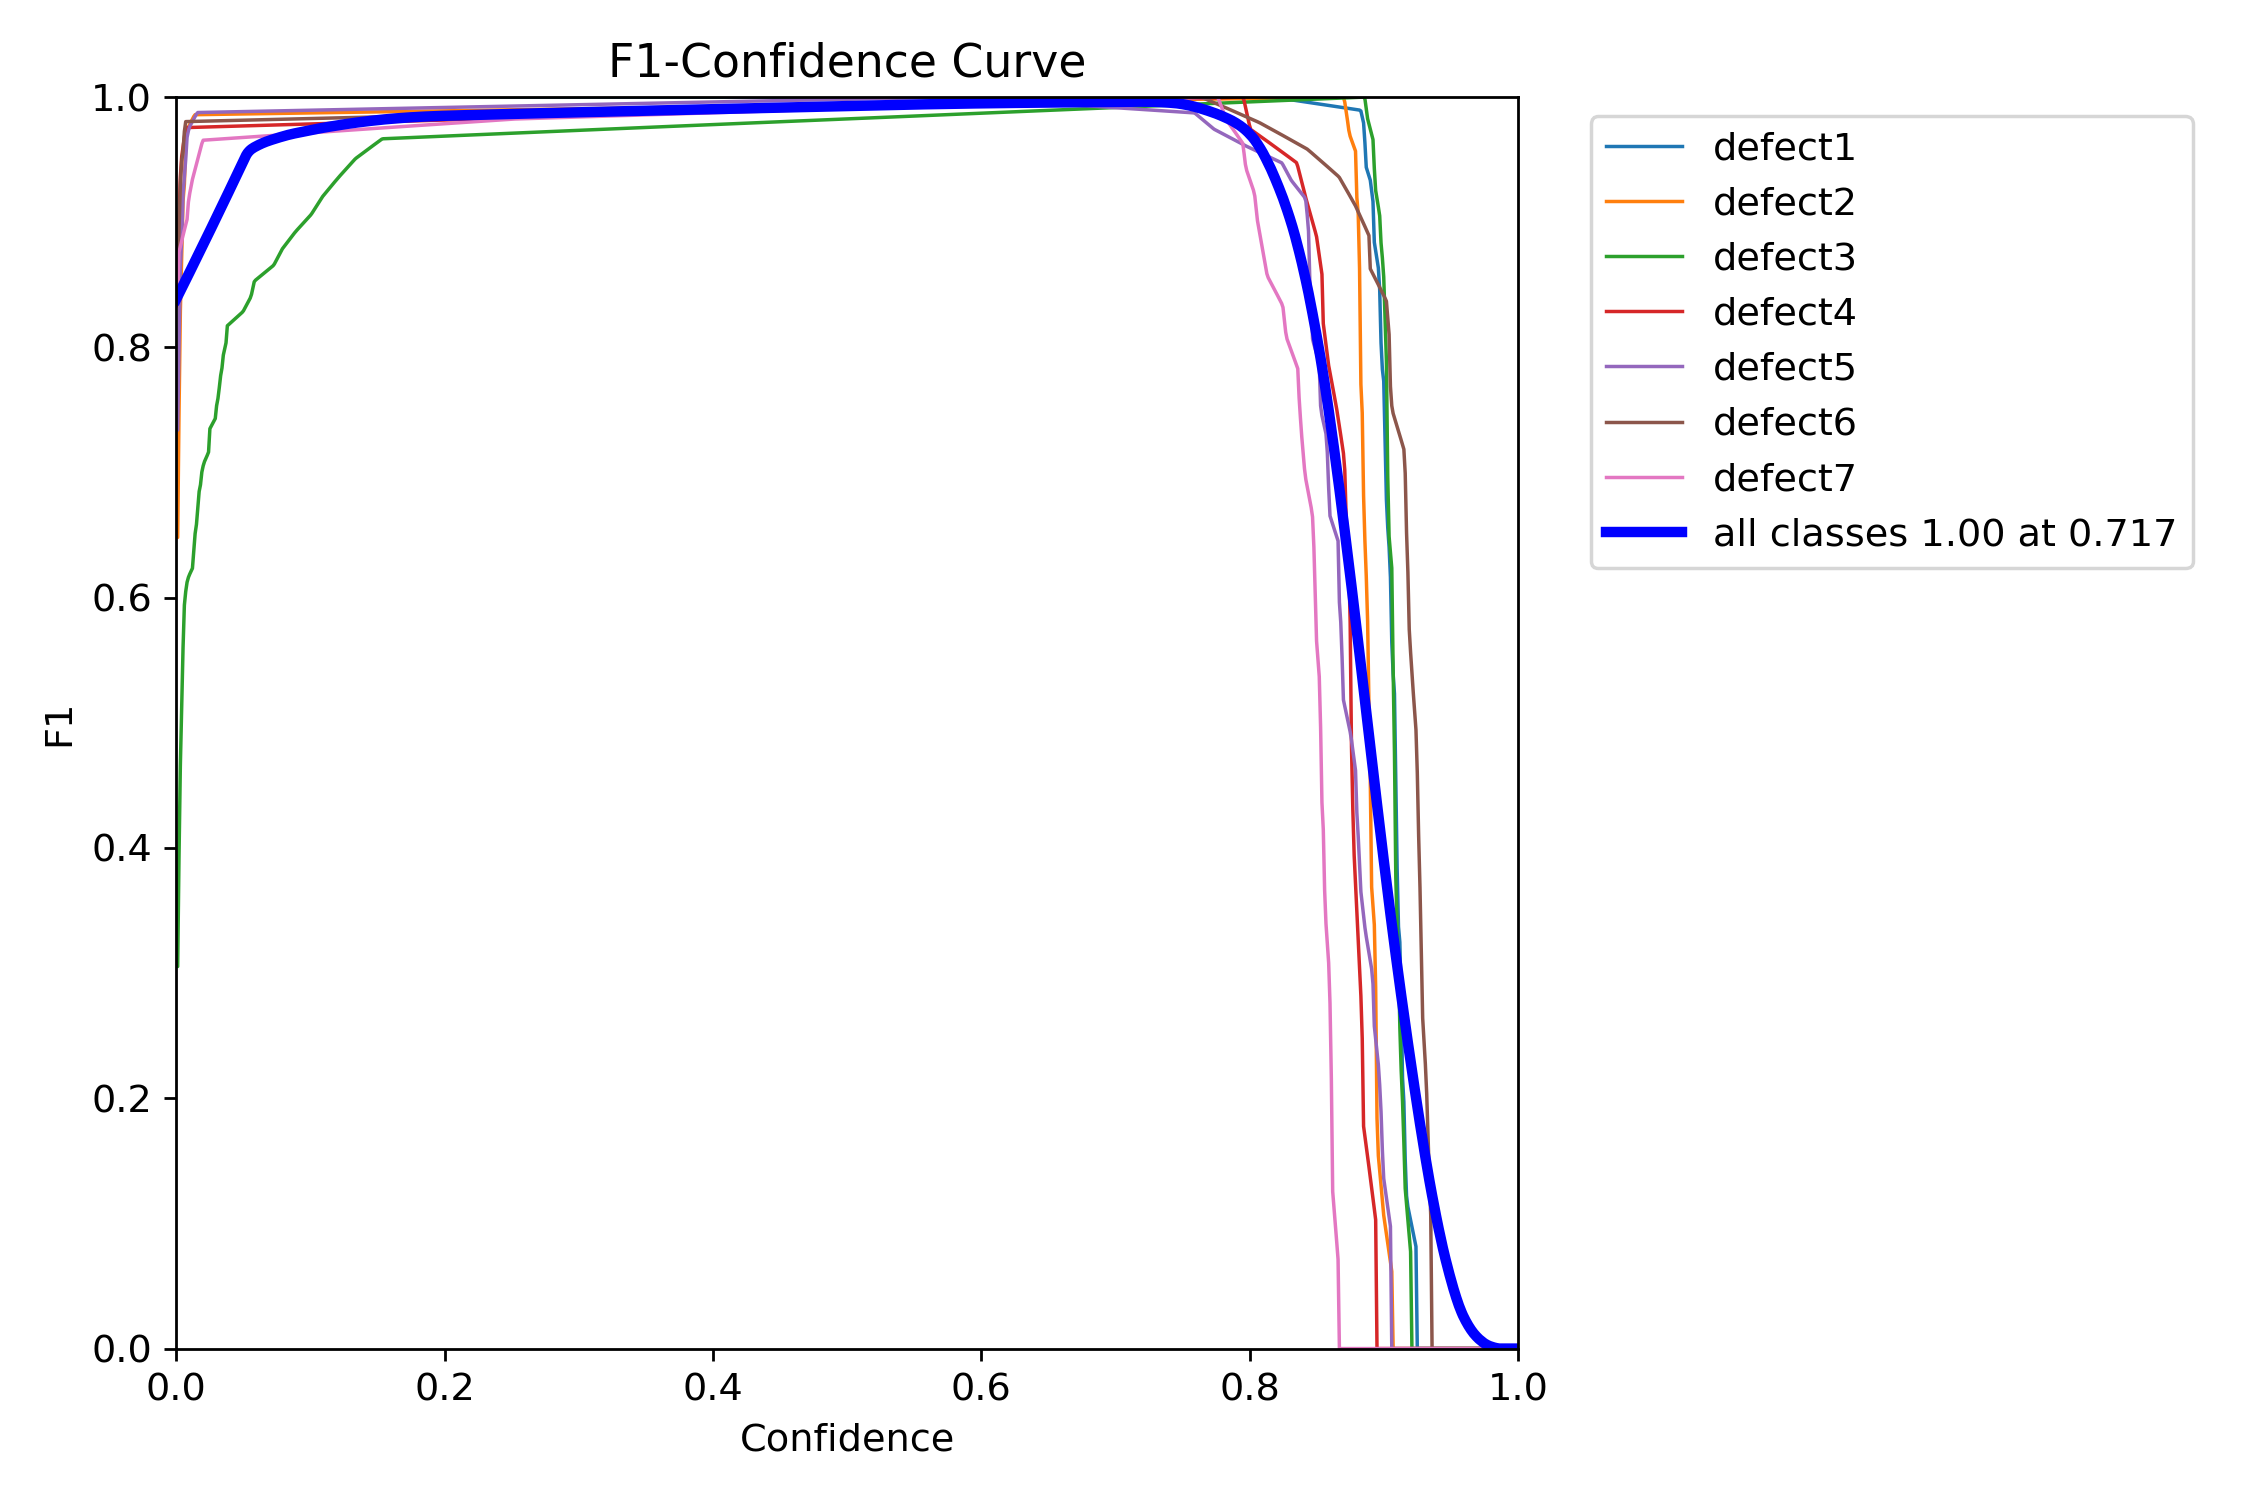 F1-Confidence Curve
1.0
0.8
0.6
0.4
0.2
0.0
F1
0.0 0.2 0.4 0.6 0.8 1.0
Confidence
defect1
defect2
defect3
defect4
defect5
defect6
defect7
all classes 1.00 at 0.717